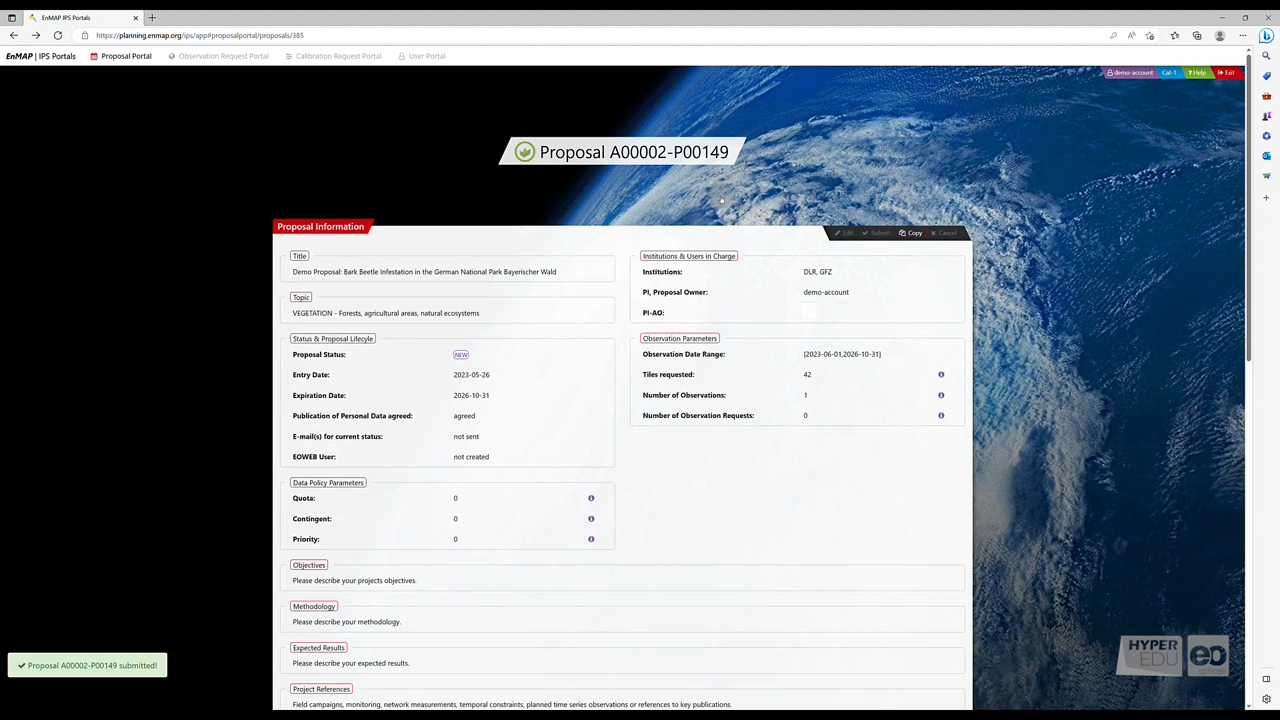 EnMAP IPS Portals
https://planning.enmap.org/ips/app#proposalportal/proposals/385
EnMAP | IPS Portals Proposal Portal Observation Request Portal Calibration Request Portal User Portal
demo-account Cat-1 ? Help Exit
Proposal A00002-P00149
Proposal Information
Edit Submit Copy Cancel
Title
Demo Proposal: Bark Beetle Infestation in the German National Park Bayerischer Wald
Topic
VEGETATION - Forests, agricultural areas, natural ecosystems
Status & Proposal Lifecyle
Proposal Status: NEW
Entry Date: 2023-05-26
Expiration Date: 2026-10-31
Publication of Personal Data agreed: agreed
E-mail(s) for current status: not sent
EOWEB User: not created
Data Policy Parameters
Quota: 0
Contingent: 0
Priority: 0
Institutions & Users in Charge
Institutions: DLR, GFZ
PI, Proposal Owner: demo-account
PI-AO:
Observation Parameters
Observation Date Range: [2023-06-01,2026-10-31]
Tiles requested: 42
Number of Observations: 1
Number of Observation Requests: 0
Objectives
Please describe your projects objectives.
Methodology
Please describe your methodology.
Expected Results
Please describe your expected results.
Project References
Field campaigns, monitoring, network measurements, temporal constraints, planned time series observations or references to key publications.
Proposal A00002-P00149 submitted!
HYPER
EDU
eo